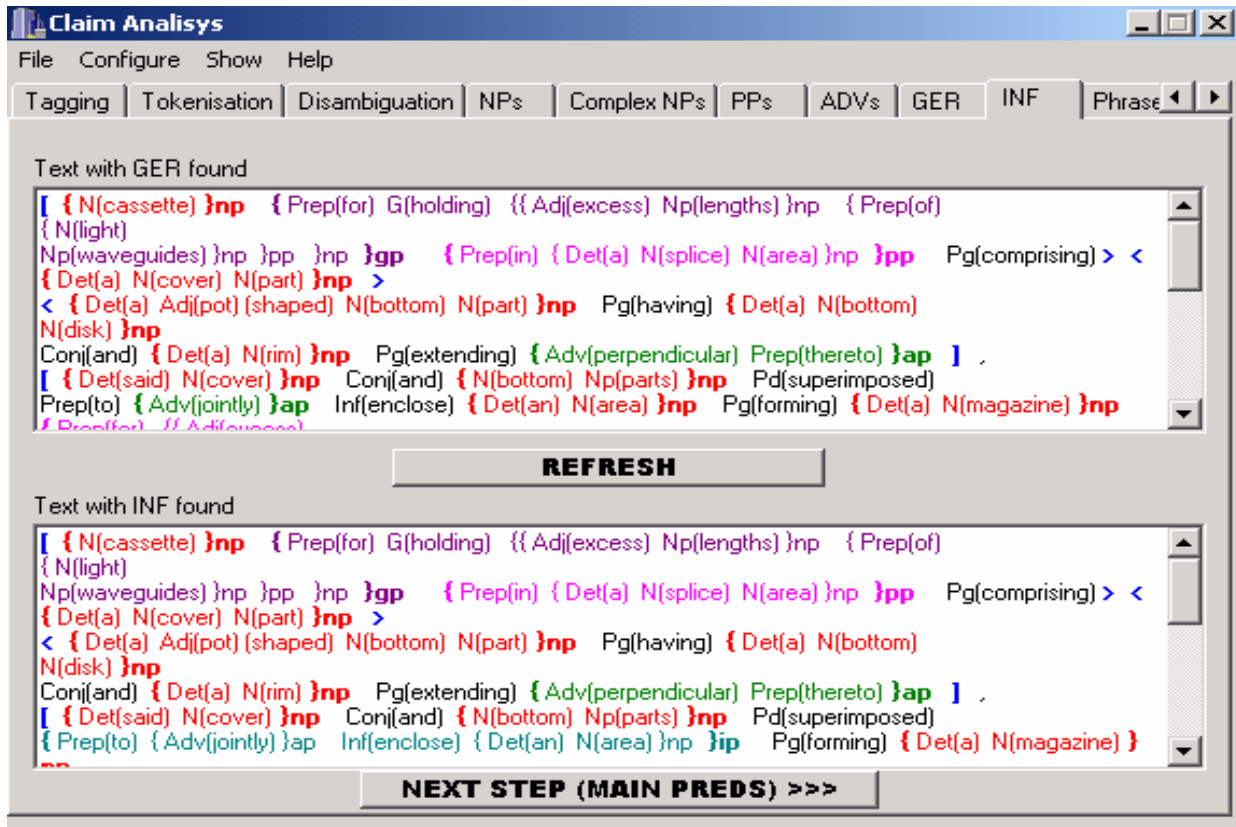 Claim Analisys
File Configure Show Help
Tagging Tokenisation Disambiguation NPs Complex NPs PPs ADVs GER INF Phrase
Text with GER found
[ { N(cassette) }np { Prep(for) G(holding) {{ Adj(excess) Np(lengths) }np { Prep(of)
{ N(light)
Np(waveguides) }np }pp }np }gp { Prep(in) { Det(a) N(splice) N(area) }np }pp Pg(comprising) > <
{ Det(a) N(cover) N(part) }np >
< { Det(a) Adj(pot) (shaped) N(bottom) N(part) }np Pg(having) { Det(a) N(bottom)
N(disk) }np
Conj(and) { Det(a) N(rim) }np Pg(extending) { Adv(perpendicular) Prep(thereto) }ap ] ,
[ { Det(said) N(cover) }np Conj(and) { N(bottom) Np(parts) }np Pd(superimposed)
Prep(to) { Adv(jointly) }ap Inf(enclose) { Det(an) N(area) }np Pg(forming) { Det(a) N(magazine) }np
{ Prep(for) {{ Adj(excess)
REFRESH
Text with INF found
[ { N(cassette) }np { Prep(for) G(holding) {{ Adj(excess) Np(lengths) }np { Prep(of)
{ N(light)
Np(waveguides) }np }pp }np }gp { Prep(in) { Det(a) N(splice) N(area) }np }pp Pg(comprising) > <
{ Det(a) N(cover) N(part) }np >
< { Det(a) Adj(pot) (shaped) N(bottom) N(part) }np Pg(having) { Det(a) N(bottom)
N(disk) }np
Conj(and) { Det(a) N(rim) }np Pg(extending) { Adv(perpendicular) Prep(thereto) }ap ] ,
[ { Det(said) N(cover) }np Conj(and) { N(bottom) Np(parts) }np Pd(superimposed)
{ Prep(to) { Adv(jointly) }ap Inf(enclose) { Det(an) N(area) }np }ip Pg(forming) { Det(a) N(magazine) }
NEXT STEP (MAIN PREDS) >>>